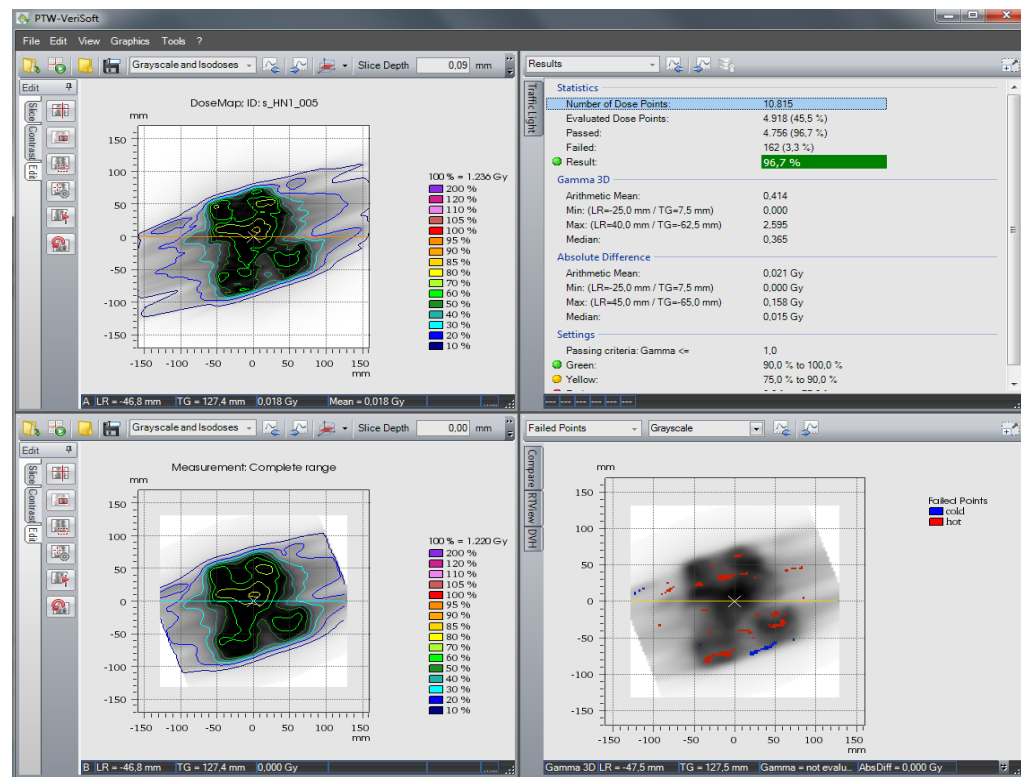 PTW-VeriSoft
File Edit View Graphics Tools ?
Grayscale and Isodoses Slice Depth 0,09 mm
Edit
Slice
Contrast
Edit
DoseMap: ID: s_HN1_005
mm
150
100
50
0
-50
-100
-150
-150 -100 -50 0 50 100 150
mm
100 % = 1.236 Gy
200 %
120 %
110 %
105 %
100 %
95 %
90 %
85 %
80 %
70 %
60 %
50 %
40 %
30 %
20 %
10 %
A LR = -46,8 mm TG = 127,4 mm 0,018 Gy Mean = 0,018 Gy ......
Results
Traffic Light
Statistics
Number of Dose Points: 10.815
Evaluated Dose Points: 4.918 (45,5 %)
Passed: 4.756 (96,7 %)
Failed: 162 (3,3 %)
Result: 96,7 %
Gamma 3D
Arithmetic Mean: 0,414
Min: (LR=-25,0 mm / TG=7,5 mm) 0,000
Max: (LR=40,0 mm / TG=-62,5 mm) 2,595
Median: 0,365
Absolute Difference
Arithmetic Mean: 0,021 Gy
Min: (LR=-25,0 mm / TG=7,5 mm) 0,000 Gy
Max: (LR=45,0 mm / TG=-65,0 mm) 0,158 Gy
Median: 0,015 Gy
Settings
Passing criteria: Gamma <= 1,0
Green: 90,0 % to 100,0 %
Yellow: 75,0 % to 90,0 %
--- --- --- --- --- ---
Grayscale and Isodoses Slice Depth 0,00 mm
Edit
Slice
Contrast
Edit
Measurement: Complete range
mm
150
100
50
0
-50
-100
-150
-150 -100 -50 0 50 100 150
mm
100 % = 1.220 Gy
200 %
120 %
110 %
105 %
100 %
95 %
90 %
85 %
80 %
70 %
60 %
50 %
40 %
30 %
20 %
10 %
B LR = -46,8 mm TG = 127,4 mm 0,000 Gy ......
Failed Points Grayscale
Compare
RTView
DVH
mm
150
100
50
0
-50
-100
-150
-150 -100 -50 0 50 100 150
mm
Failed Points
cold
hot
Gamma 3D LR = -47,5 mm TG = 127,5 mm Gamma = not evalu... AbsDiff = 0,000 Gy